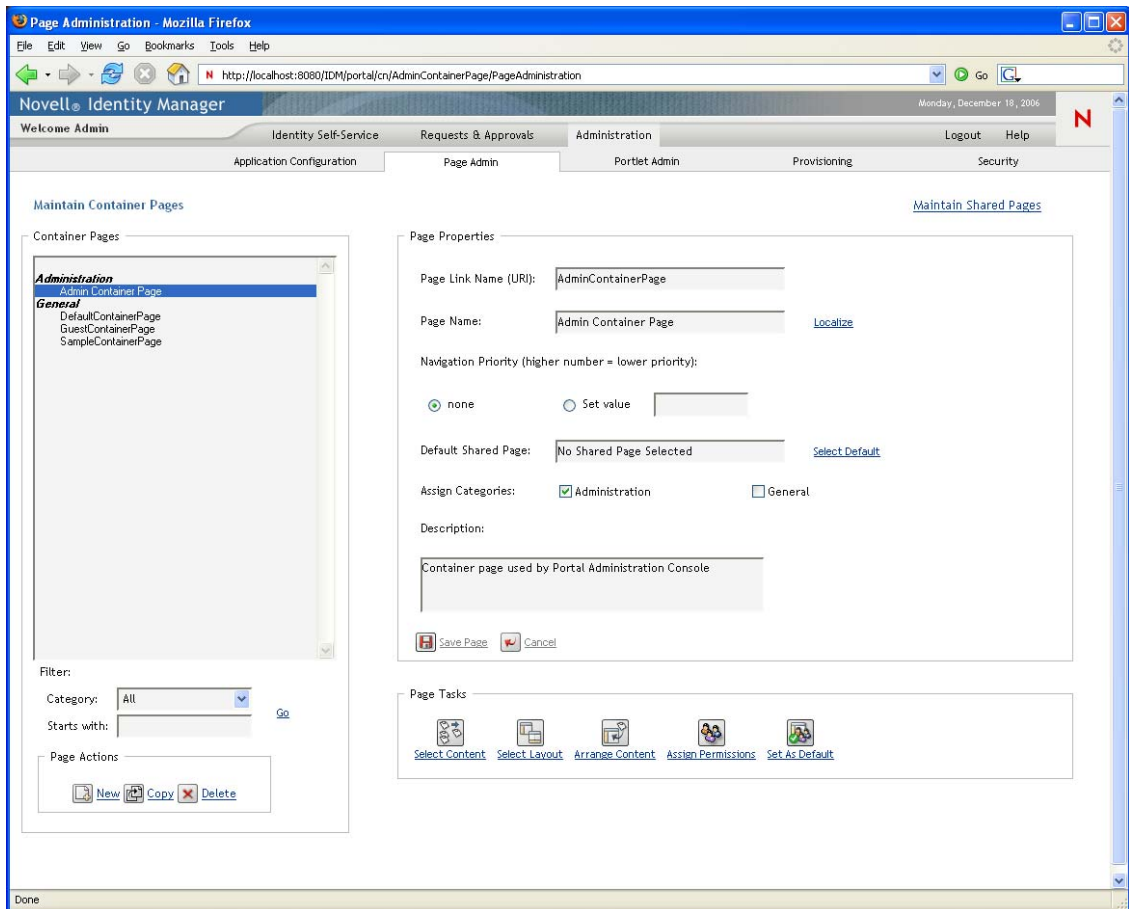 Page Administration - Mozilla Firefox
File Edit View Go Bookmarks Tools Help
N http://localhost:8080/IDM/portal/cn/AdminContainerPage/PageAdministration Go G
Novell® Identity Manager Monday, December 18, 2006 N
Welcome Admin Identity Self-Service Requests & Approvals Administration Logout Help
Application Configuration Page Admin Portlet Admin Provisioning Security
Maintain Container Pages Maintain Shared Pages
Container Pages
Administration
Admin Container Page
General
DefaultContainerPage
GuestContainerPage
SampleContainerPage
Filter:
Category: All
Starts with:
Go
Page Actions
New Copy Delete
Page Properties
Page Link Name (URI): AdminContainerPage
Page Name: Admin Container Page Localize
Navigation Priority (higher number = lower priority):
none Set value
Default Shared Page: No Shared Page Selected Select Default
Assign Categories: Administration General
Description:
Container page used by Portal Administration Console
Save Page Cancel
Page Tasks
Select Content Select Layout Arrange Content Assign Permissions Set As Default
Done